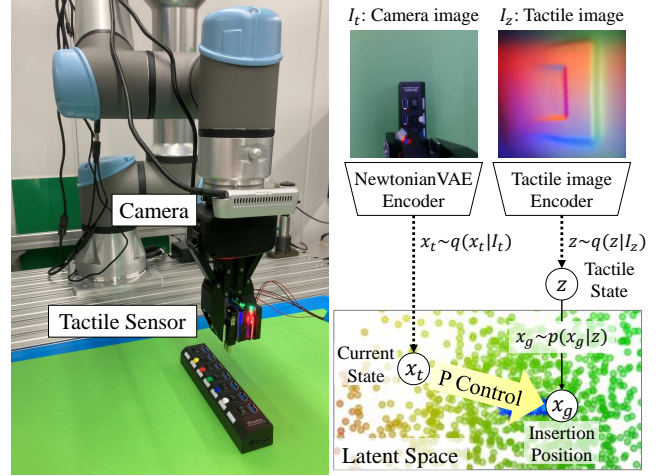 Camera
Tactile Sensor
I_t: Camera image
I_z: Tactile image
NewtonianVAE
Encoder
Tactile image
Encoder
x_t~q(x_t|I_t)
z~q(z|I_z)
z
Tactile
State
x_g~p(x_g|z)
Current
State
x_t
P Control
x_g
Insertion
Position
Latent Space